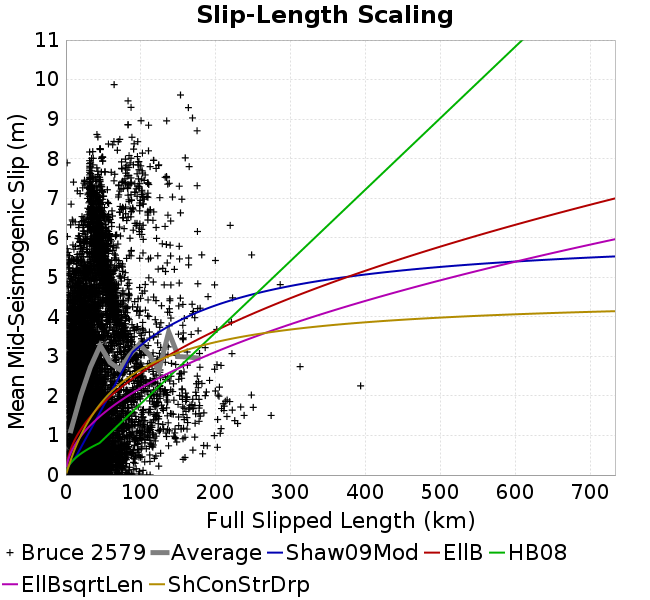 Slip-Length Scaling
Mean Mid-Seismogenic Slip (m)
11
10
9
8
7
6
5
4
3
2
1
0
0 100 200 300 400 500 600 700
Full Slipped Length (km)
Bruce 2579 Average Shaw09Mod EllB HB08
EllBsqrtLen ShConStrDrp